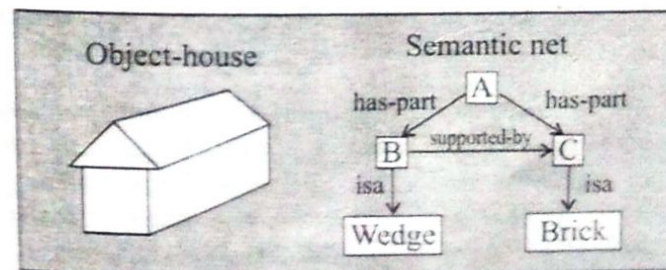 Object-house
Semantic net
A
has-part
has-part
B
supported-by
C
isa
isa
Wedge
Brick